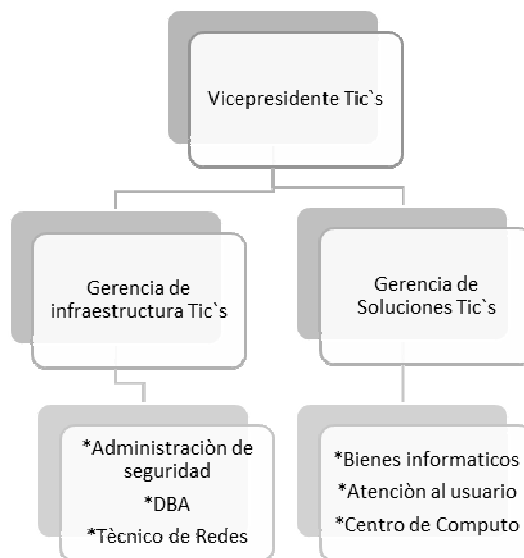 Vicepresidente Tic`s
Gerencia de
infraestructura Tic`s
Gerencia de
Soluciones Tic`s
*Administraciòn de
seguridad
*DBA
*Tècnico de Redes
*Bienes informaticos
*Atenciòn al usuario
*Centro de Computo